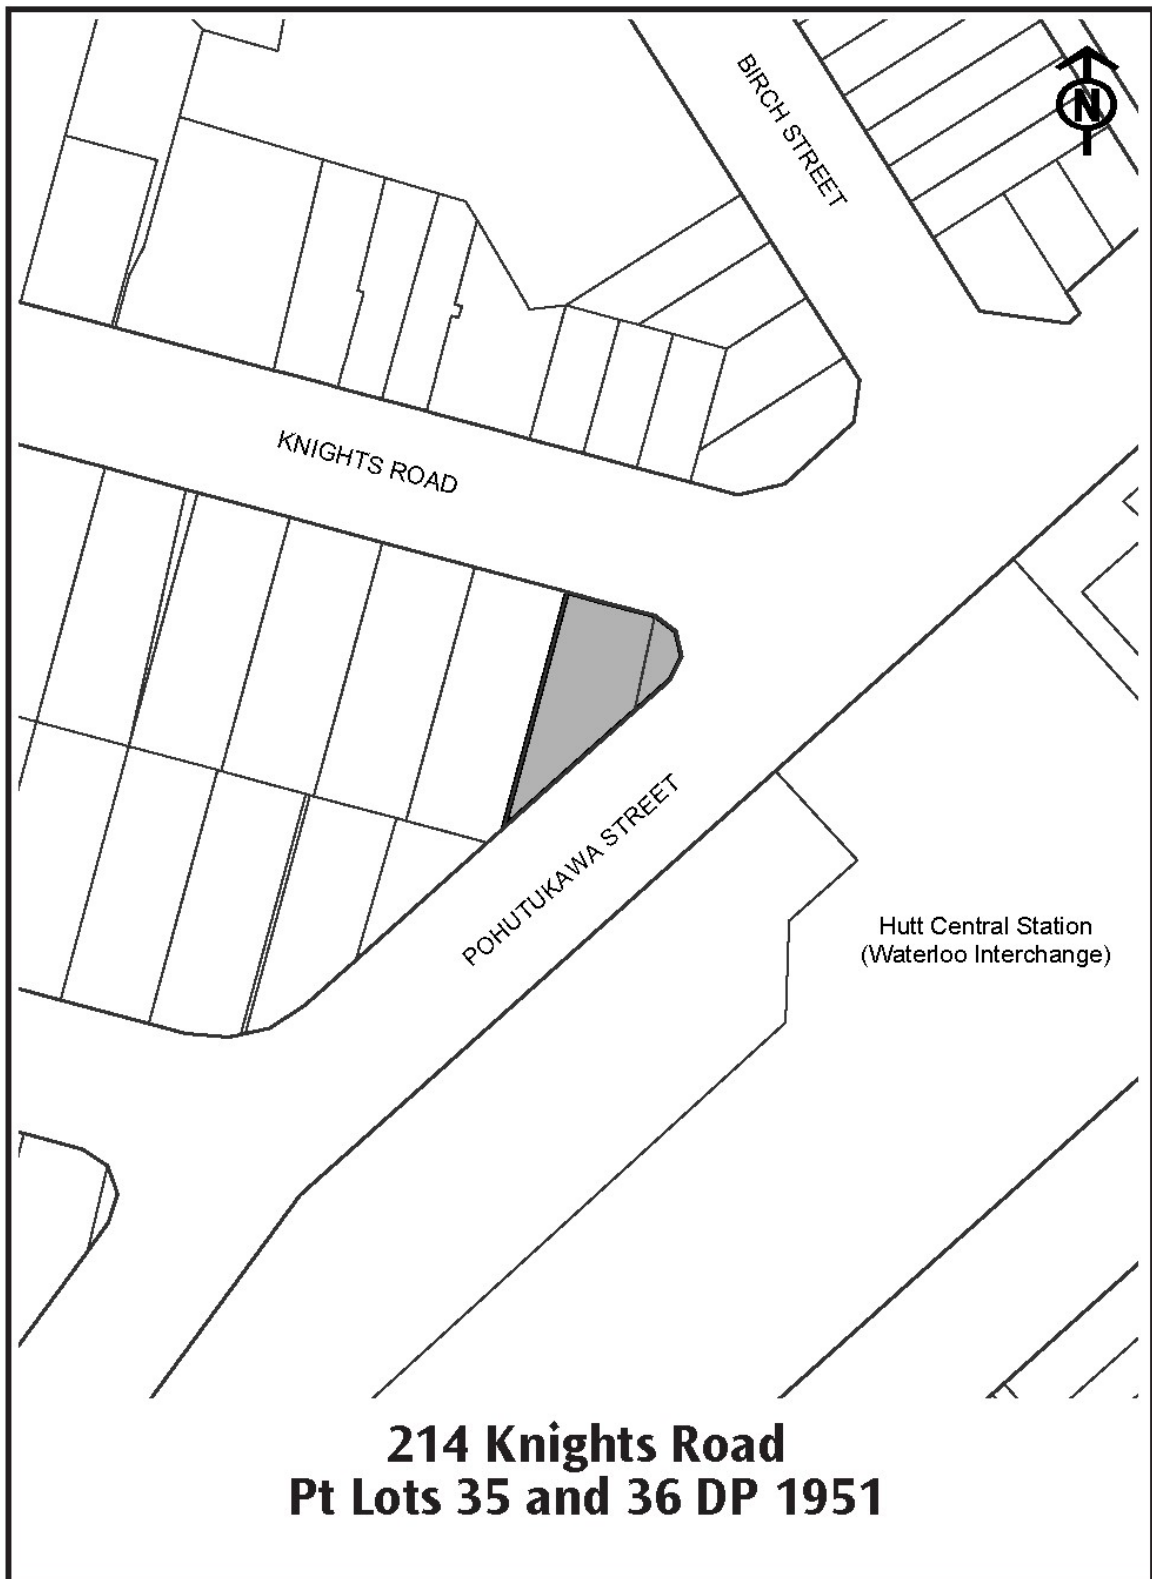 BIRCH STREET
N
KNIGHTS ROAD
POHUTUKAWA STREET
Hutt Central Station
(Waterloo Interchange)
214 Knights Road
Pt Lots 35 and 36 DP 1951